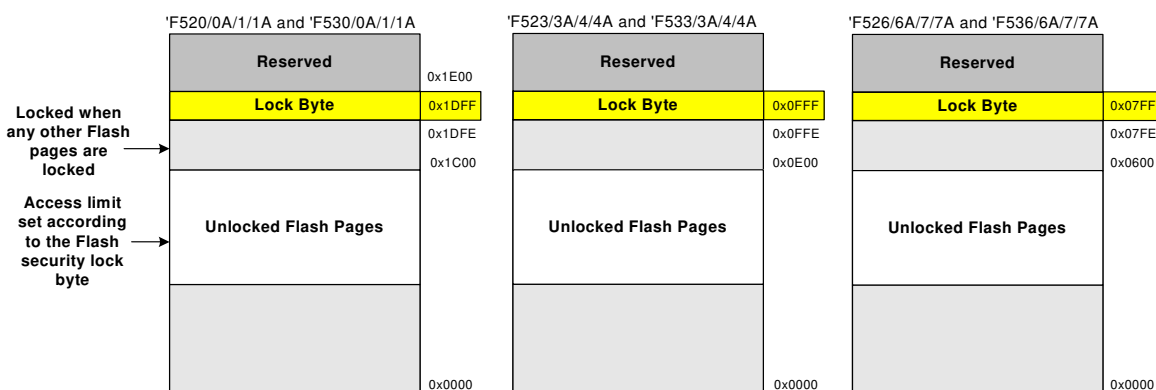 'F520/0A/1/1A and 'F530/0A/1/1A
Reserved
0x1E00
Lock Byte
0x1DFF
0x1DFE
0x1C00
Unlocked Flash Pages
0x0000
Locked when
any other Flash
pages are
locked
Access limit
set according
to the Flash
security lock
byte
'F523/3A/4/4A and 'F533/3A/4/4A
Reserved
Lock Byte
0x0FFF
0x0FFE
0x0E00
Unlocked Flash Pages
0x0000
'F526/6A/7/7A and 'F536/6A/7/7A
Reserved
Lock Byte
0x07FF
0x07FE
0x0600
Unlocked Flash Pages
0x0000